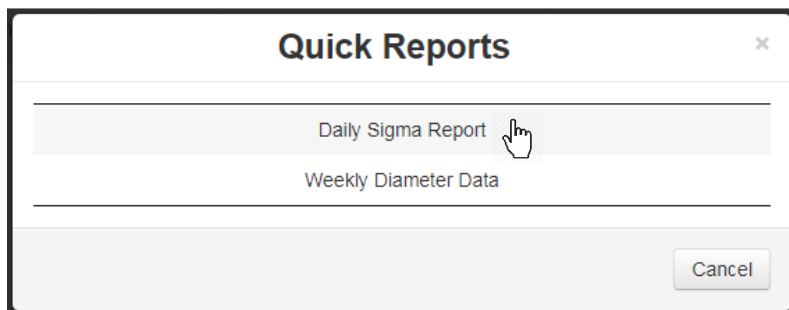 Quick Reports
×
Daily Sigma Report
Weekly Diameter Data
Cancel